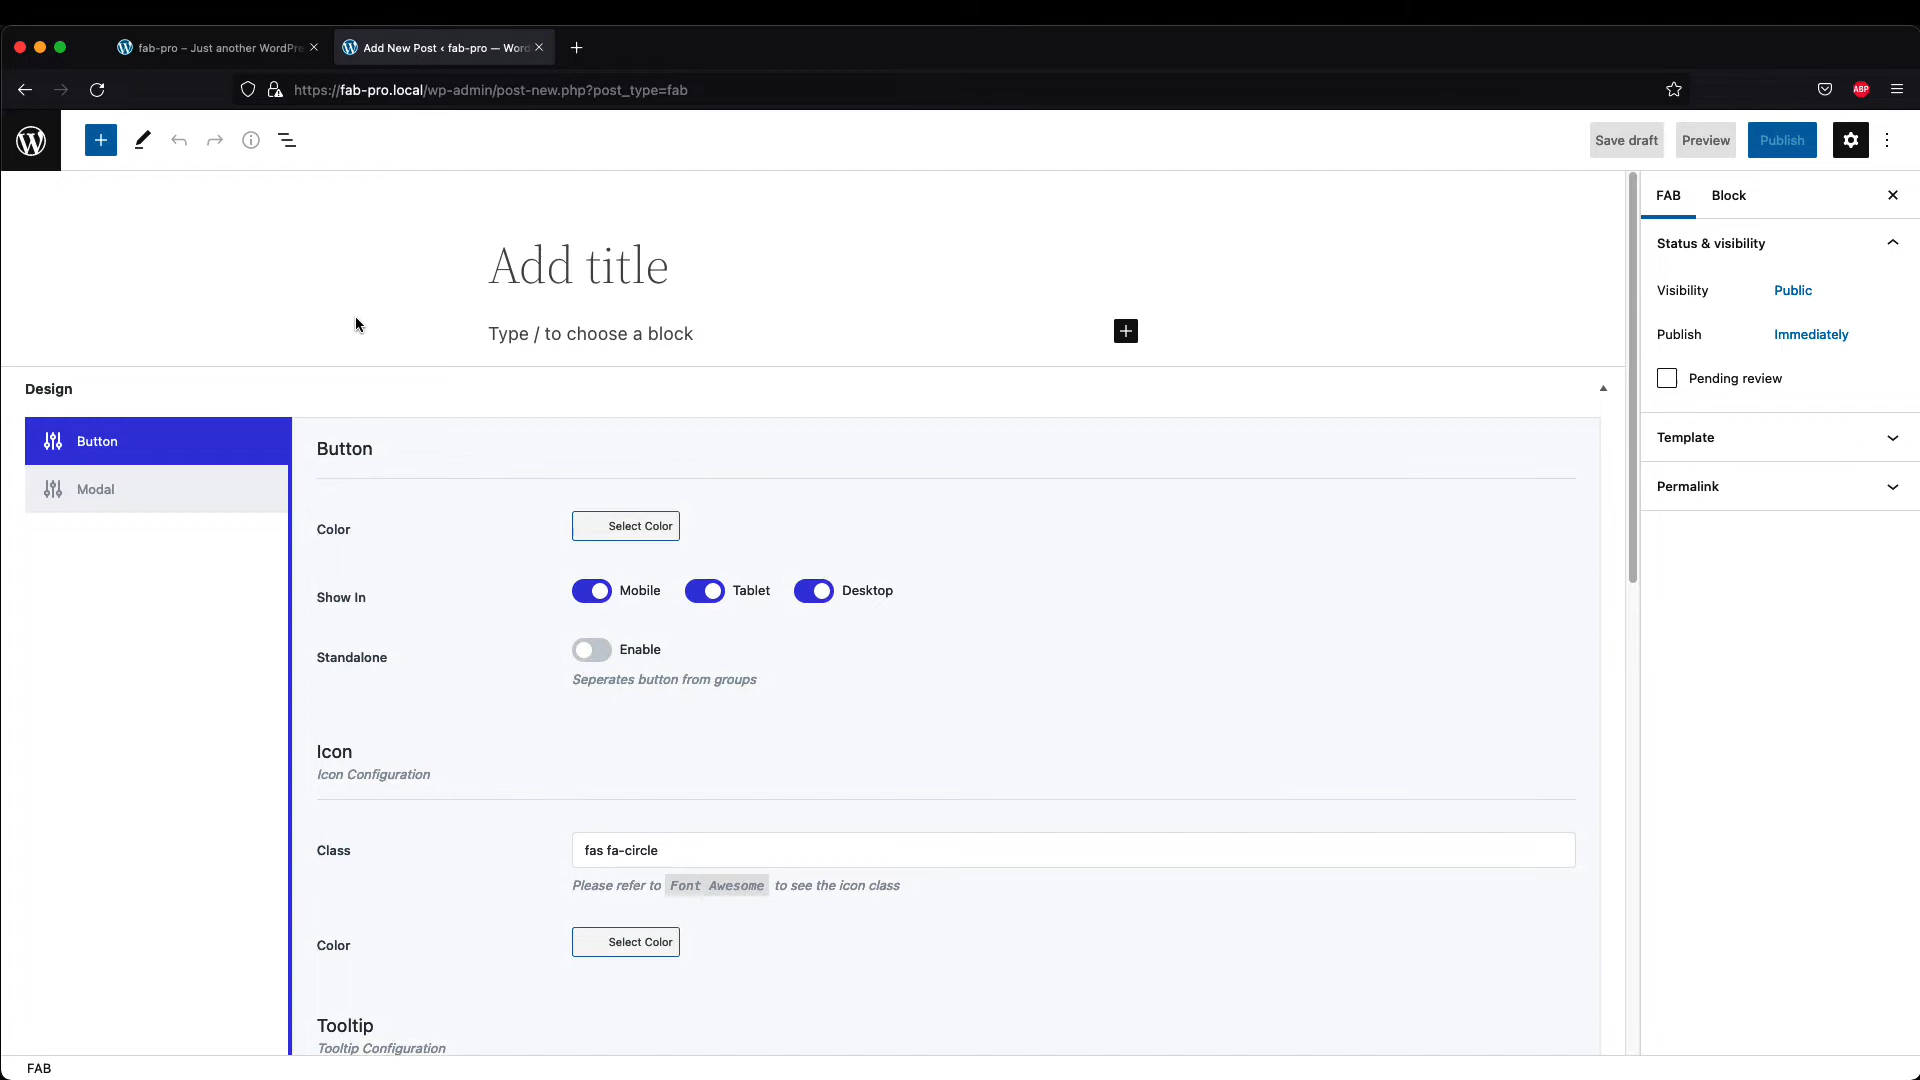 fab-pro – Just another WordPre
Add New Post ‹ fab-pro — Word
https://fab-pro.local/wp-admin/post-new.php?post_type=fab
ABP
Save draft
Preview
Publish
FAB
Block
Status & visibility
Visibility
Public
Publish
Immediately
Pending review
Template
Permalink
Add title
Type / to choose a block
Design
Button
Modal
Button
Color
Select Color
Show In
Mobile
Tablet
Desktop
Standalone
Enable
Seperates button from groups
Icon
Icon Configuration
Class
fas fa-circle
Please refer to Font Awesome to see the icon class
Color
Select Color
Tooltip
Tooltip Configuration
FAB